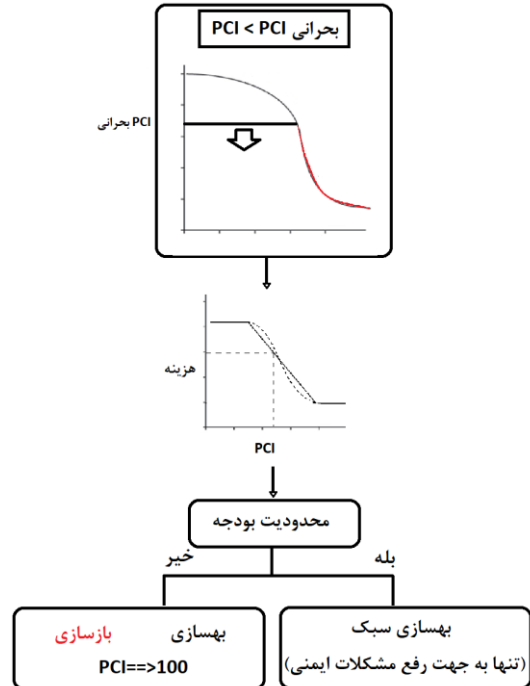 PCI < PCI بحرانی
PCI بحرانی
هزینه
PCI
محدودیت بودجه
بله
خیر
بهسازی سبک
(تنها به جهت رفع مشکلات ایمنی)
بهسازی بازسازی
PCI==>100